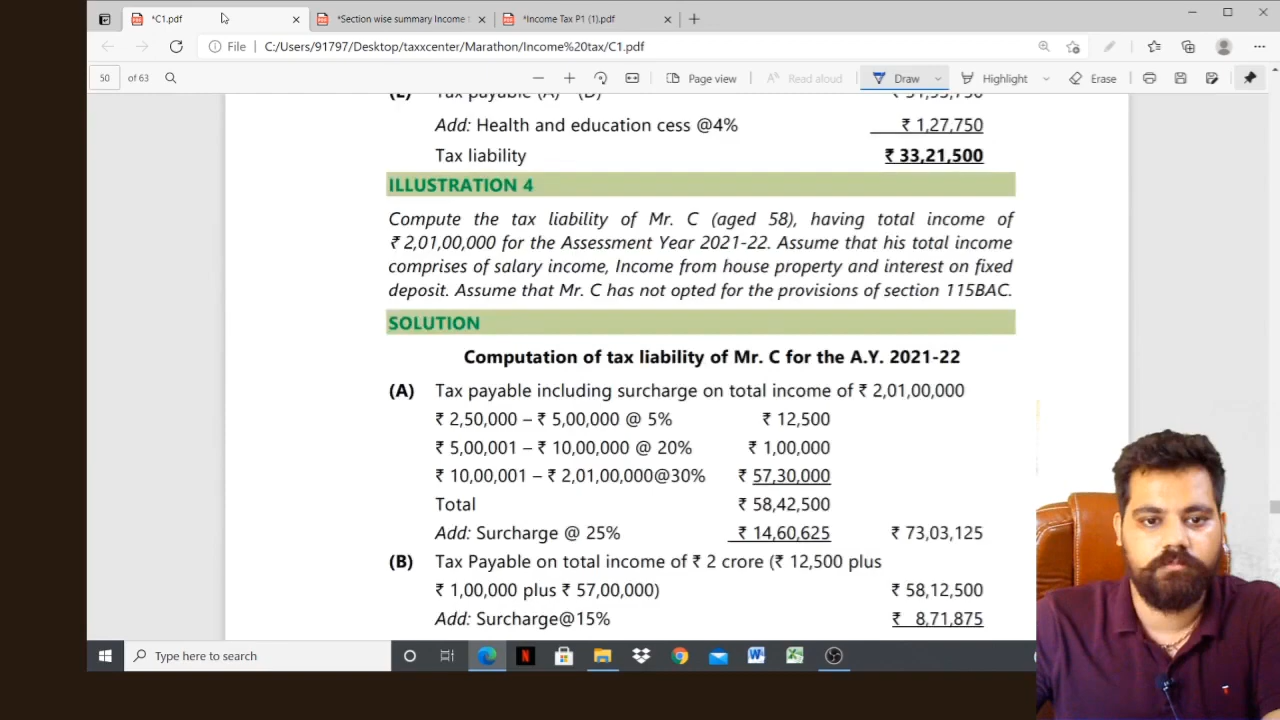 *C1.pdf
*Section wise summary Income
*Income Tax P1 (1).pdf
File C:/Users/91797/Desktop/taxxcenter/Marathon/Income%20tax/C1.pdf
50 of 63 Page view Read aloud Draw Highlight Erase
Tax payable
Add: Health and education cess @4% ₹ 1,27,750
Tax liability ₹ 33,21,500
ILLUSTRATION 4
Compute the tax liability of Mr. C (aged 58), having total income of
₹ 2,01,00,000 for the Assessment Year 2021-22. Assume that his total income
comprises of salary income, Income from house property and interest on fixed
deposit. Assume that Mr. C has not opted for the provisions of section 115BAC.
SOLUTION
Computation of tax liability of Mr. C for the A.Y. 2021-22
(A) Tax payable including surcharge on total income of ₹ 2,01,00,000
₹ 2,50,000 – ₹ 5,00,000 @ 5% ₹ 12,500
₹ 5,00,001 – ₹ 10,00,000 @ 20% ₹ 1,00,000
₹ 10,00,001 – ₹ 2,01,00,000@30% ₹ 57,30,000
Total ₹ 58,42,500
Add: Surcharge @ 25% ₹ 14,60,625 ₹ 73,03,125
(B) Tax Payable on total income of ₹ 2 crore (₹ 12,500 plus
₹ 1,00,000 plus ₹ 57,00,000) ₹ 58,12,500
Add: Surcharge@15% ₹ 8,71,875
Type here to search